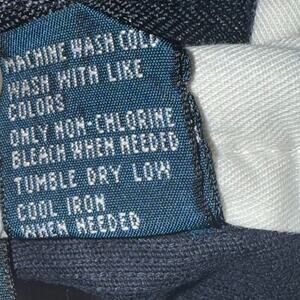 MACHINE WASH COLD
WASH WITH LIKE
COLORS
ONLY NON-CHLORINE
BLEACH WHEN NEEDED
TUMBLE DRY LOW
COOL IRON
WHEN NEEDED